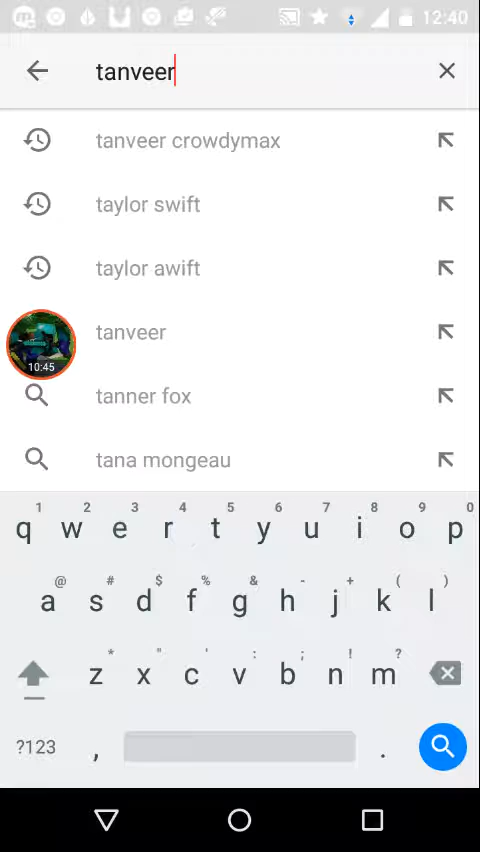 12:40
tanveer
tanveer crowdymax
taylor swift
taylor awift
tanveer
10:45
tanner fox
tana mongeau
1 2 3 4 5 6 7 8 9 0
q w e r t y u i o p
@ # $ % & - + ( )
a s d f g h j k l
* " ' : ; ! ?
z x c v b n m
?123 , .